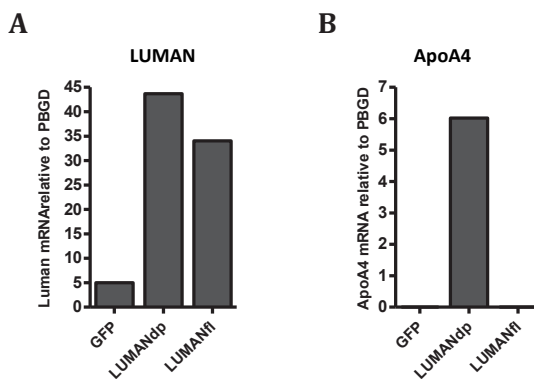 A
LUMAN
Luman mRNArelative to PBGD
45
40
35
30
25
20
15
10
5
0
GFP
LUMANdp
LUMANfl
B
ApoA4
ApoA4 mRNA relative to PBGD
7
6
5
4
3
2
1
0
GFP
LUMANdp
LUMANfl